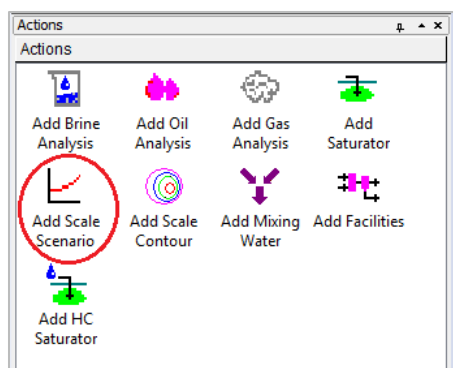 Actions
Actions
Add Brine
Analysis
Add Oil
Analysis
Add Gas
Analysis
Add
Saturator
Add Scale
Scenario
Add Scale
Contour
Add Mixing
Water
Add Facilities
Add HC
Saturator